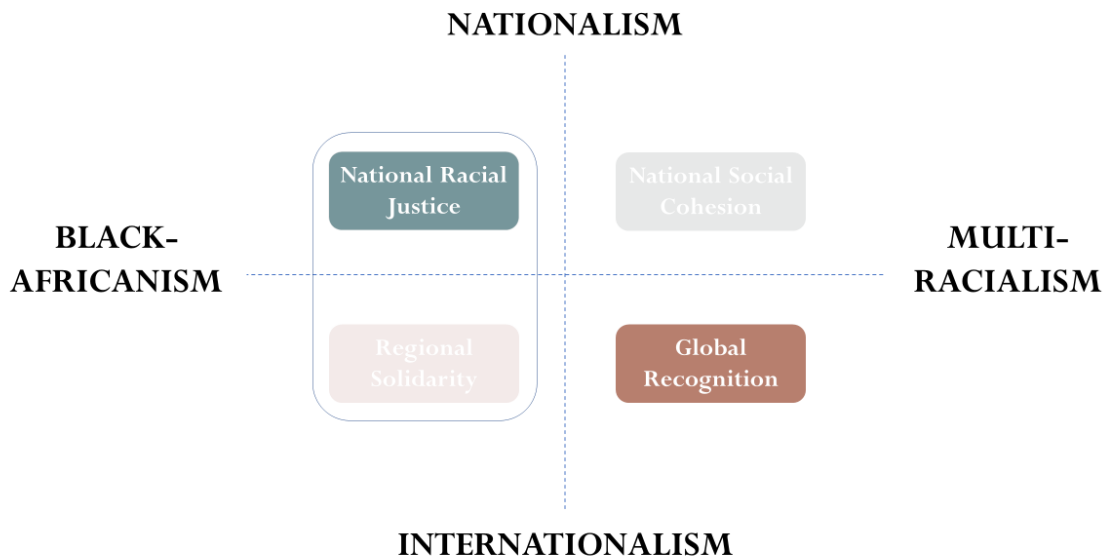 NATIONALISM
National Racial
Justice
National Social
Cohesion
BLACK-
AFRICANISM
MULTI-
RACIALISM
Regional
Solidarity
Global
Recognition
INTERNATIONALISM